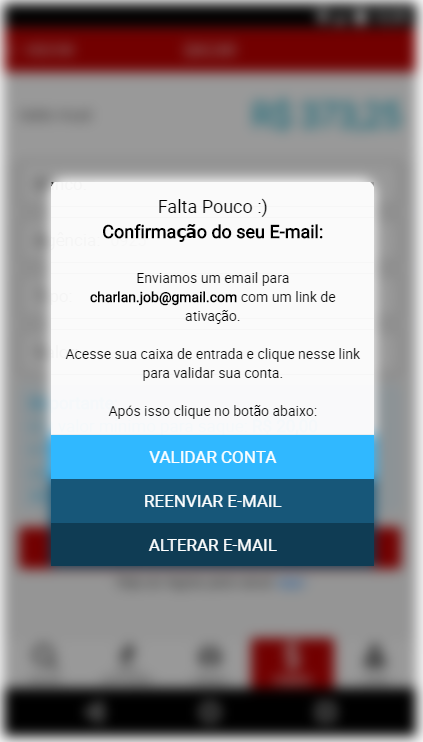 R$ 373,25
Falta Pouco :)
Confirmação do seu E-mail:
Enviamos um email para
charlan.job@gmail.com com um link de
ativação.
Acesse sua caixa de entrada e clique nesse link
para validar sua conta.
Após isso clique no botão abaixo:
VALIDAR CONTA
REENVIAR E-MAIL
ALTERAR E-MAIL